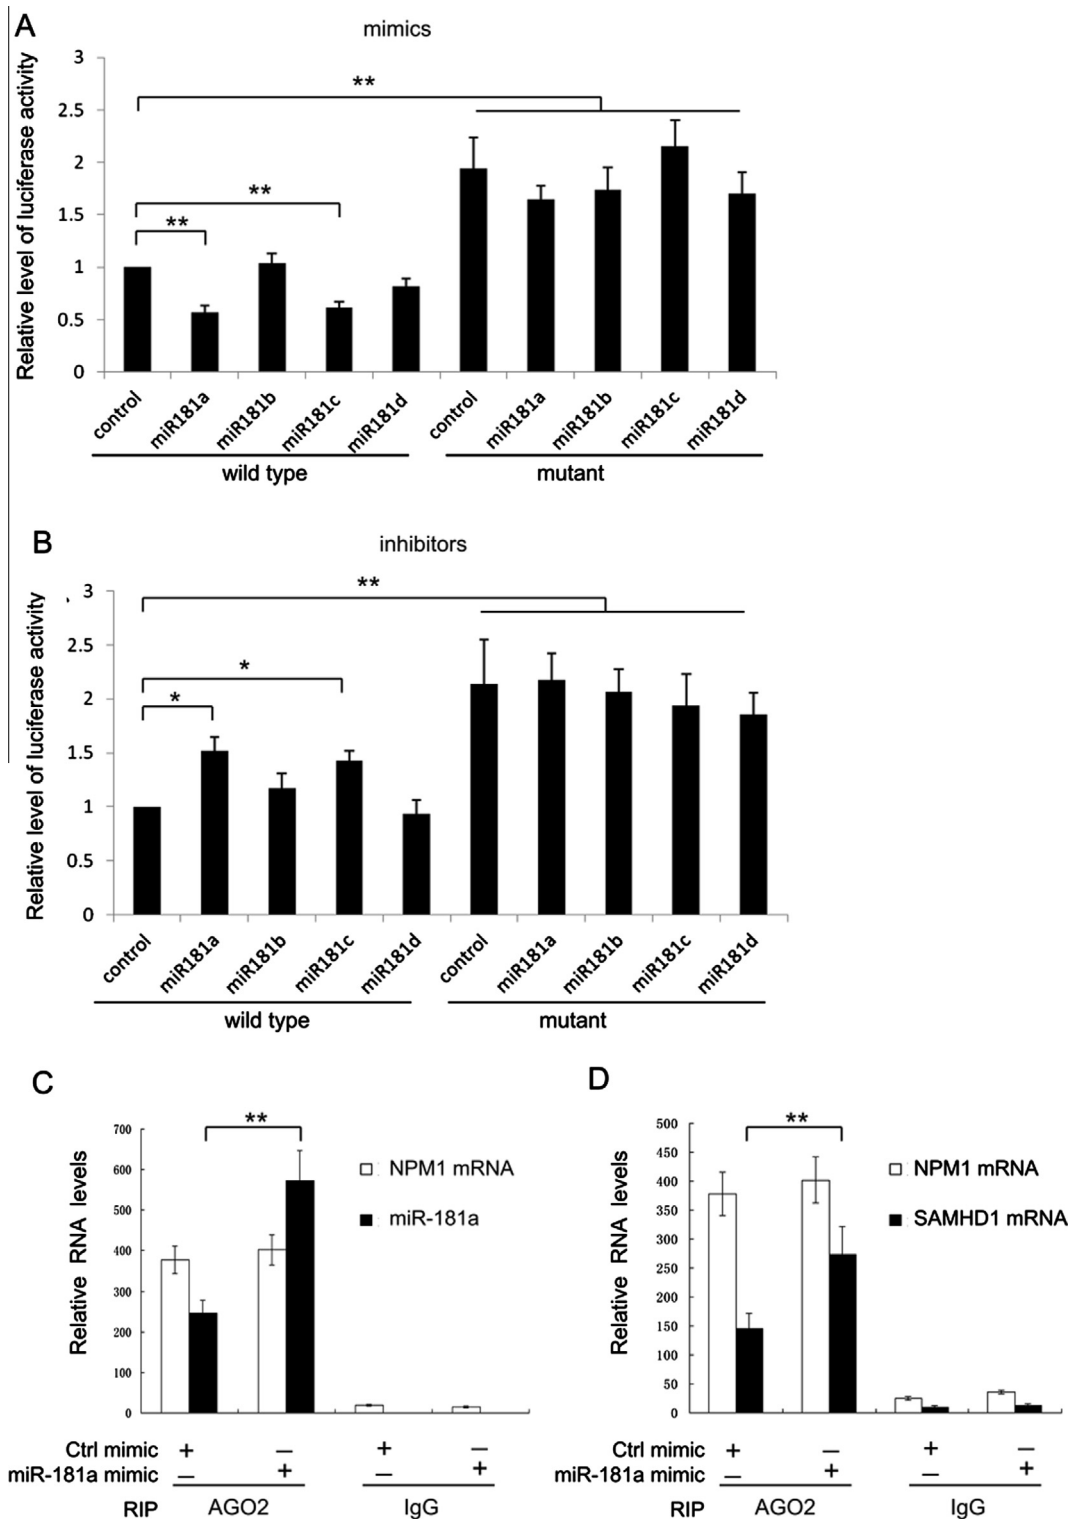 A
mimics
Relative level of luciferase activity
3
2.5
2
1.5
1
0.5
0
**
**
**
control
miR181a
miR181b
miR181c
miR181d
control
miR181a
miR181b
miR181c
miR181d
wild type
mutant
B
inhibitors
Relative level of luciferase activity
3
2.5
2
1.5
1
0.5
0
**
*
*
control
miR181a
miR181b
miR181c
miR181d
control
miR181a
miR181b
miR181c
miR181d
wild type
mutant
C
Relative RNA levels
700
600
500
400
300
200
100
0
**
NPM1 mRNA
miR-181a
Ctrl mimic + – + –
miR-181a mimic – + – +
RIP AGO2 IgG
D
Relative RNA levels
500
450
400
350
300
250
200
150
100
50
0
**
NPM1 mRNA
SAMHD1 mRNA
Ctrl mimic + – + –
miR-181a mimic – + – +
RIP AGO2 IgG